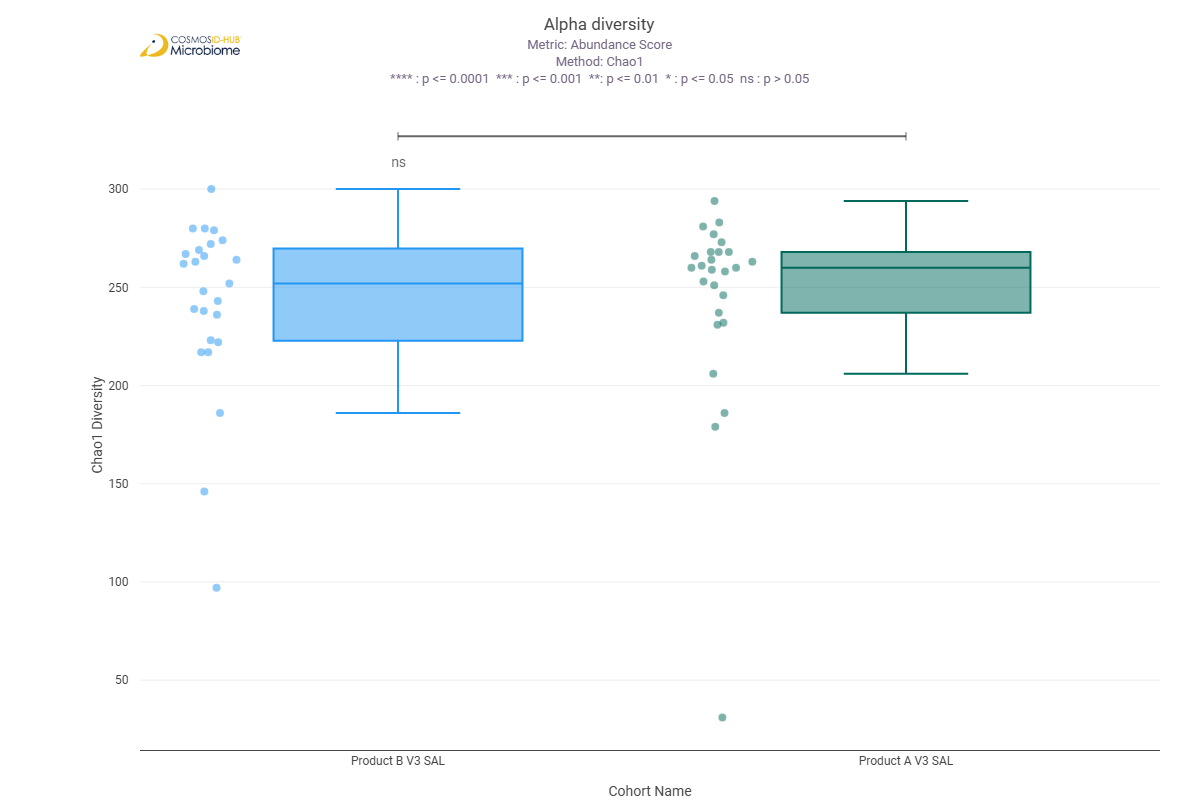 Alpha diversity
COSMOSID-HUB
Microbiome
Metric: Abundance Score
Method: Chao1
**** : p <= 0.0001 *** : p <= 0.001 **: p <= 0.01 * : p <= 0.05 ns : p > 0.05
ns
300
250
200
150
100
50
Chao1 Diversity
Product B V3 SAL
Product A V3 SAL
Cohort Name